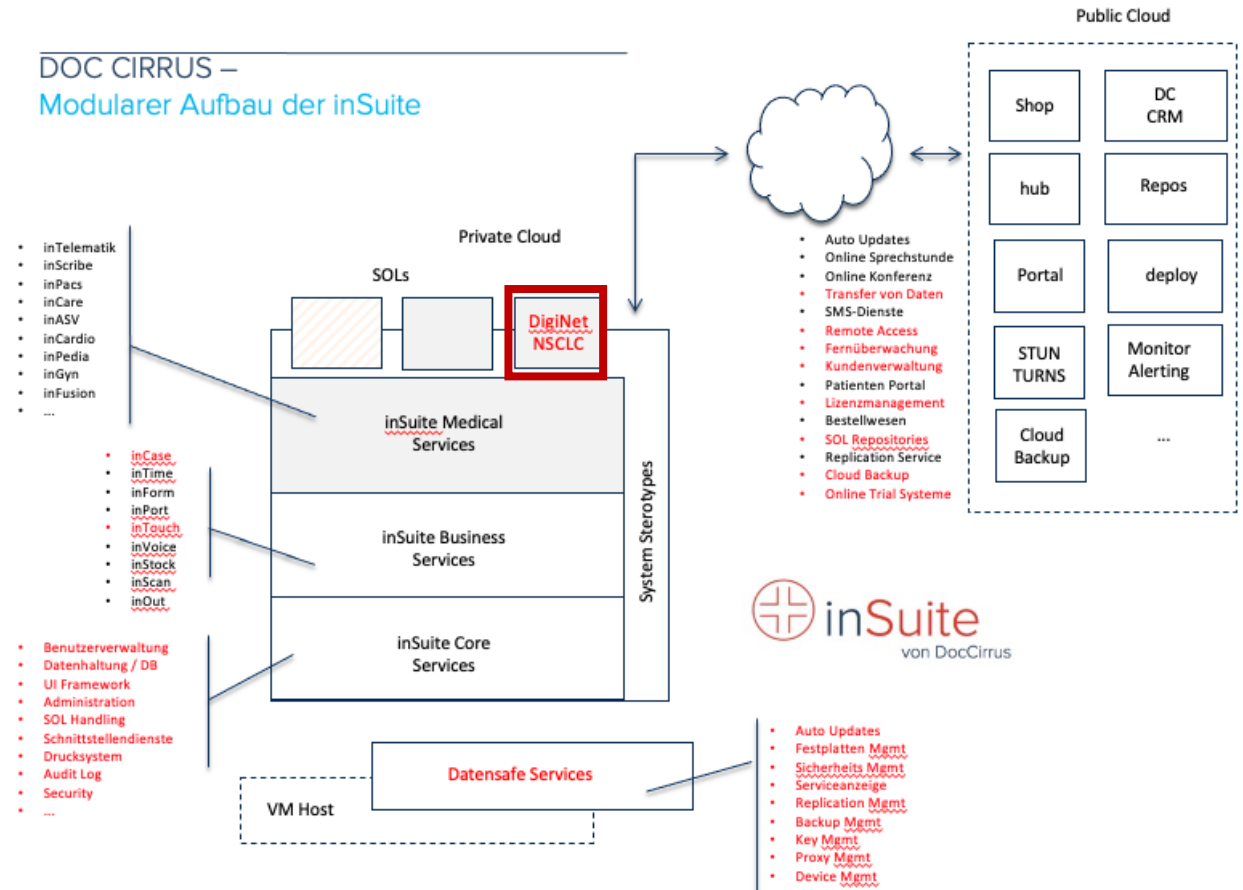 DOC CIRRUS –
Modularer Aufbau der inSuite
Public Cloud
Shop
DC
CRM
hub
Repos
Portal
deploy
STUN
TURNS
Monitor
Alerting
Cloud
Backup
...
Private Cloud
SOLs
DigiNet
NSCLC
inSuite Medical
Services
inSuite Business
Services
inSuite Core
Services
System Sterotypes
• inTelematik
• inScribe
• inPacs
• inCare
• inASV
• inCardio
• inPedia
• inGyn
• inFusion
• ...
• inCase
• inTime
• inForm
• inPort
• inTouch
• inVoice
• inStock
• inScan
• inOut
• Benutzerverwaltung
• Datenhaltung / DB
• UI Framework
• Administration
• SOL Handling
• Schnittstellendienste
• Drucksystem
• Audit Log
• Security
• ...
• Auto Updates
• Online Sprechstunde
• Online Konferenz
• Transfer von Daten
• SMS-Dienste
• Remote Access
• Fernüberwachung
• Kundenverwaltung
• Patienten Portal
• Lizenzmanagement
• Bestellwesen
• SOL Repositories
• Replication Service
• Cloud Backup
• Online Trial Systeme
inSuite
von DocCirrus
Datensafe Services
VM Host
• Auto Updates
• Festplatten Mgmt
• Sicherheits Mgmt
• Serviceanzeige
• Replication Mgmt
• Backup Mgmt
• Key Mgmt
• Proxy Mgmt
• Device Mgmt